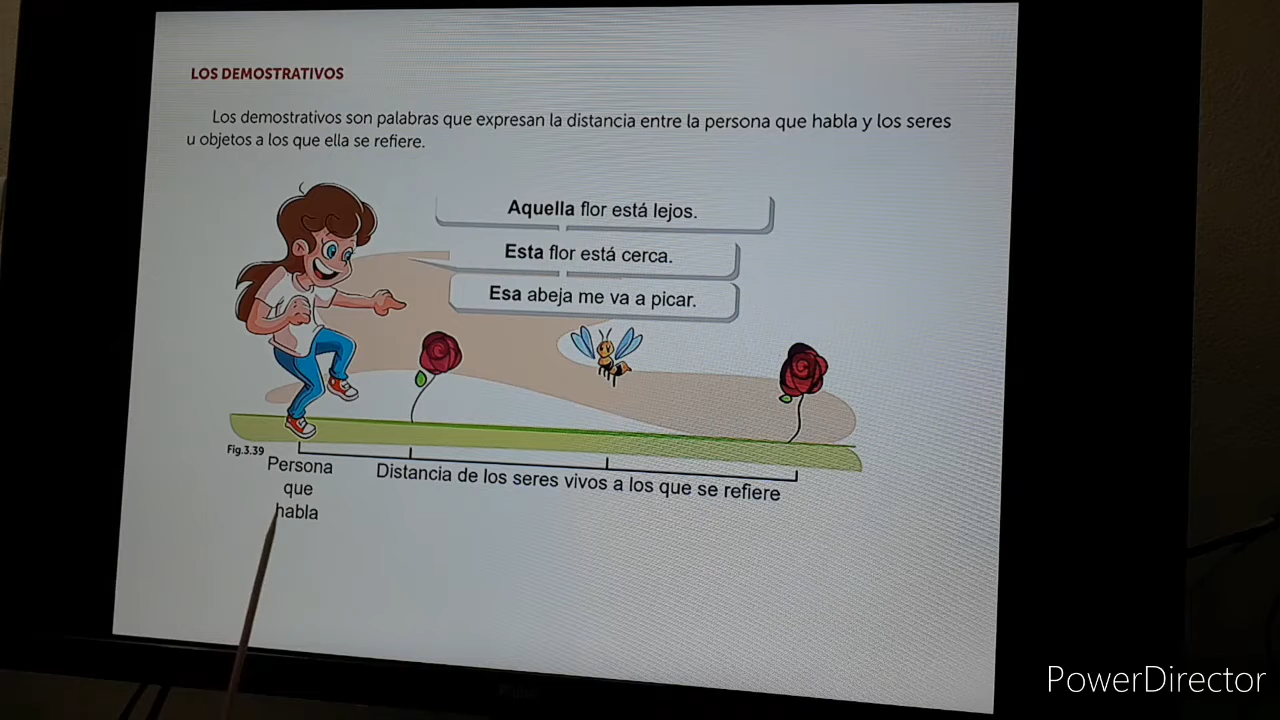 LOS DEMOSTRATIVOS
Los demostrativos son palabras que expresan la distancia entre la persona que habla y los seres
u objetos a los que ella se refiere.
Aquella flor está lejos.
Esta flor está cerca.
Esa abeja me va a picar.
Fig.3.39
Persona
que
habla
Distancia de los seres vivos a los que se refiere
PowerDirector